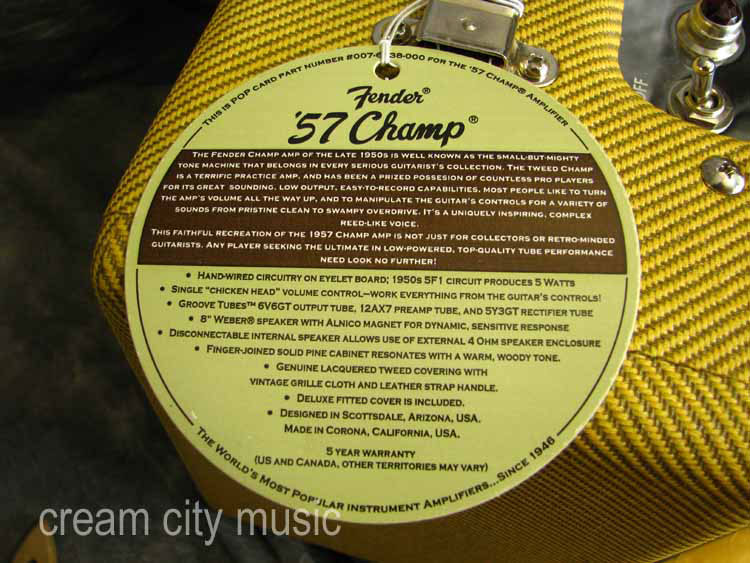 This is POP card part number #007-0 38-000 for the '57 Champ® Amplifier
Fender®
'57 Champ®
The Fender Champ amp of the late 1950s is well known as the small-but-mighty
tone machine that belongs in every serious guitarist's collection. The tweed Champ
is a terrific practice amp, and has been a prized possesion of countless pro players
for its great sounding, low output, easy-to-record capabilities, most people like to turn
the amp's volume all the way up, and to manipulate the guitar's controls for a variety of
sounds from pristine clean to swampy overdrive. It's a uniquely inspiring, complex
reed-like voice.
This faithful recreation of the 1957 Champ amp is not just for collectors or retro-minded
guitarists. Any player seeking the ultimate in low-powered, top-quality tube performance
need look no further!
• Hand-wired circuitry on eyelet board; 1950s 5F1 circuit produces 5 Watts
• Single "chicken head" volume control—work everything from the guitar's controls!
• Groove Tubes™ 6V6GT output tube, 12AX7 preamp tube, and 5Y3GT rectifier tube
• 8" Weber® speaker with Alnico magnet for dynamic, sensitive response
• Disconnectable internal speaker allows use of external 4 Ohm speaker enclosure
• Finger-joined solid pine cabinet resonates with a warm, woody tone.
• Genuine lacquered tweed covering with
vintage grille cloth and leather strap handle.
• Deluxe fitted cover is included.
• Designed in Scottsdale, Arizona, USA.
Made in Corona, California, USA.
5 year warranty
(US and Canada, other territories may vary)
The World's Most Popular Instrument Amplifiers...Since 1946
cream city music